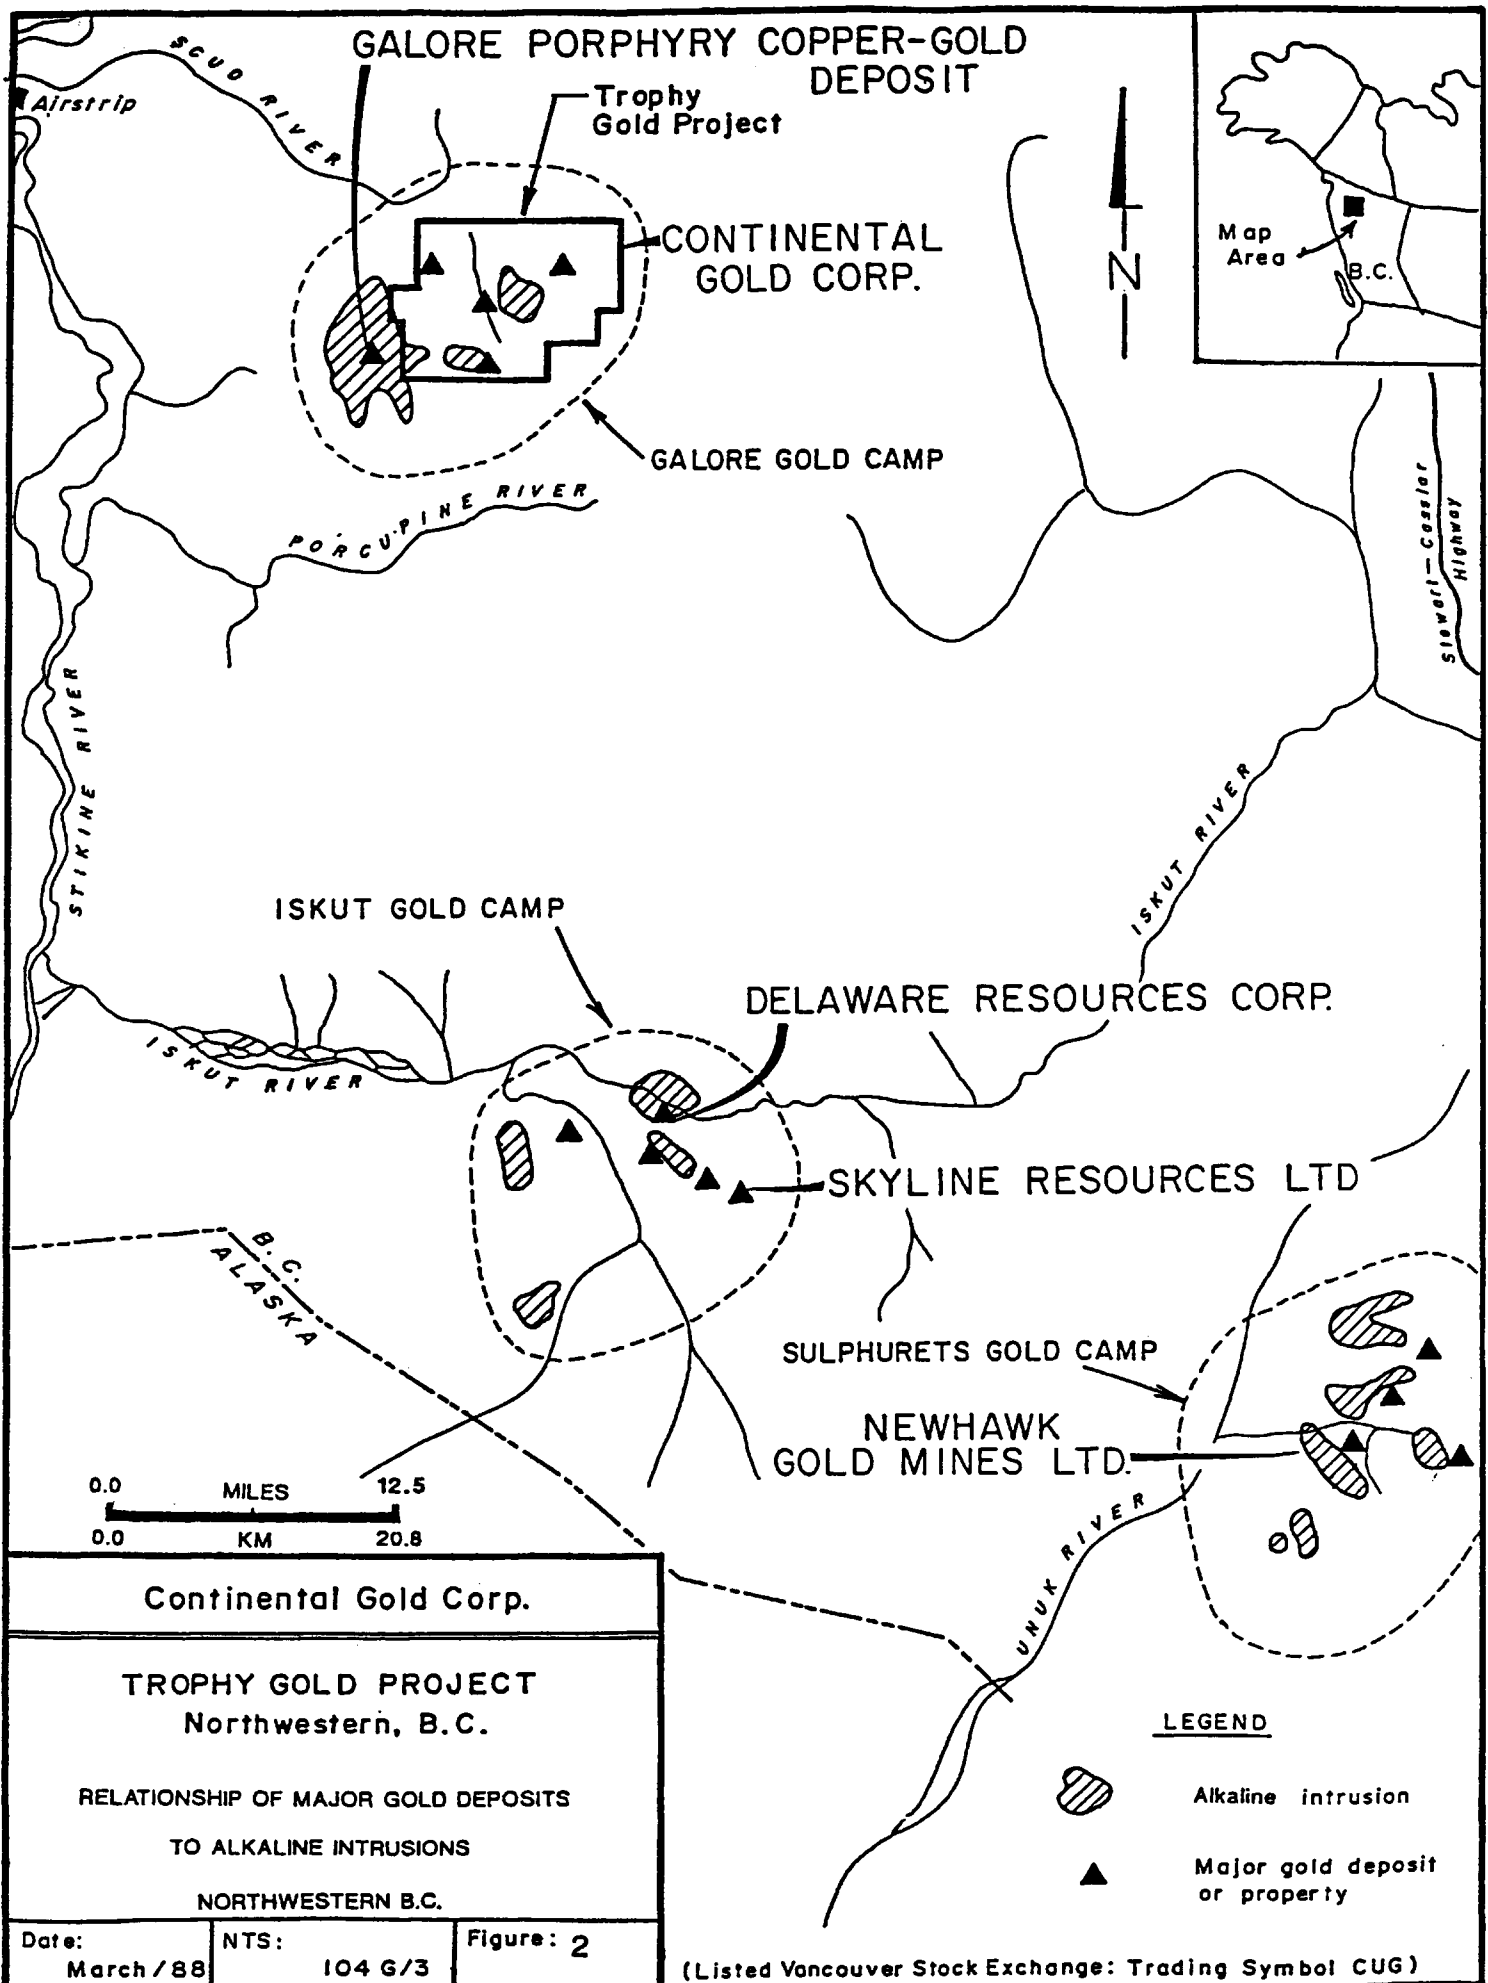 GALORE PORPHYRY COPPER-GOLD
DEPOSIT
SCUD RIVER
Airstrip
Trophy
Gold Project
CONTINENTAL
GOLD CORP.
N
Map
Area
B.C.
GALORE GOLD CAMP
PORCUPINE RIVER
Stewart-Cassiar
Highway
STIKINE RIVER
ISKUT RIVER
ISKUT GOLD CAMP
DELAWARE RESOURCES CORP.
ISKUT RIVER
SKYLINE RESOURCES LTD
B.C.
ALASKA
SULPHURETS GOLD CAMP
NEWHAWK
GOLD MINES LTD.
0.0 MILES 12.5
0.0 KM 20.8
UNUK RIVER
Continental Gold Corp.
TROPHY GOLD PROJECT
Northwestern, B.C.
RELATIONSHIP OF MAJOR GOLD DEPOSITS
TO ALKALINE INTRUSIONS
NORTHWESTERN B.C.
Date:
March/88
NTS:
104 G/3
Figure: 2
LEGEND
Alkaline intrusion
Major gold deposit
or property
(Listed Vancouver Stock Exchange: Trading Symbol CUG)